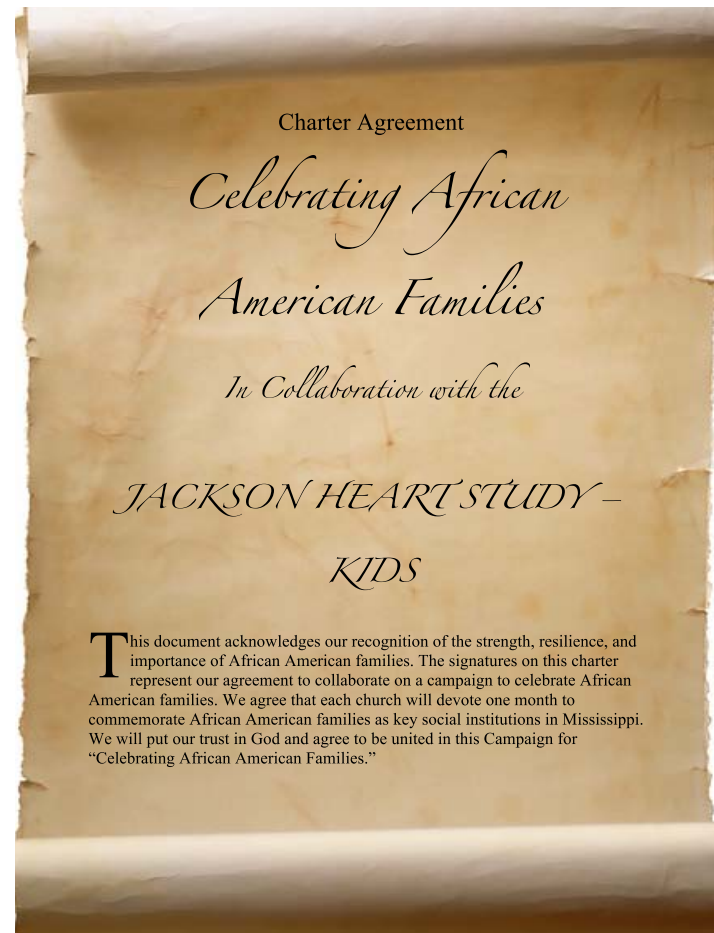 Charter Agreement
Celebrating African
American Families
In Collaboration with the
JACKSON HEART STUDY –
KIDS
This document acknowledges our recognition of the strength, resilience, and
importance of African American families. The signatures on this charter
represent our agreement to collaborate on a campaign to celebrate African
American families. We agree that each church will devote one month to
commemorate African American families as key social institutions in Mississippi.
We will put our trust in God and agree to be united in this Campaign for
“Celebrating African American Families.”